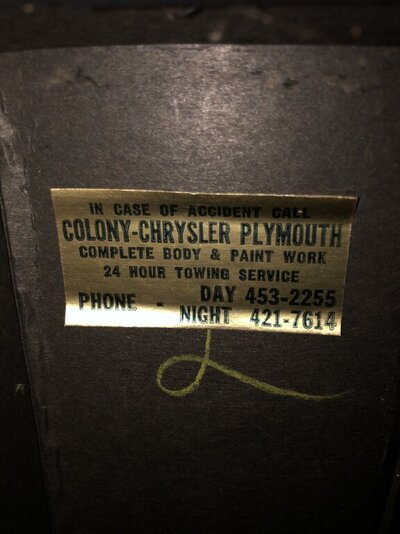 IN CASE OF ACCIDENT CALL
COLONY-CHRYSLER PLYMOUTH
COMPLETE BODY & PAINT WORK
24 HOUR TOWING SERVICE
PHONE - DAY 453-2255
NIGHT 421-7614